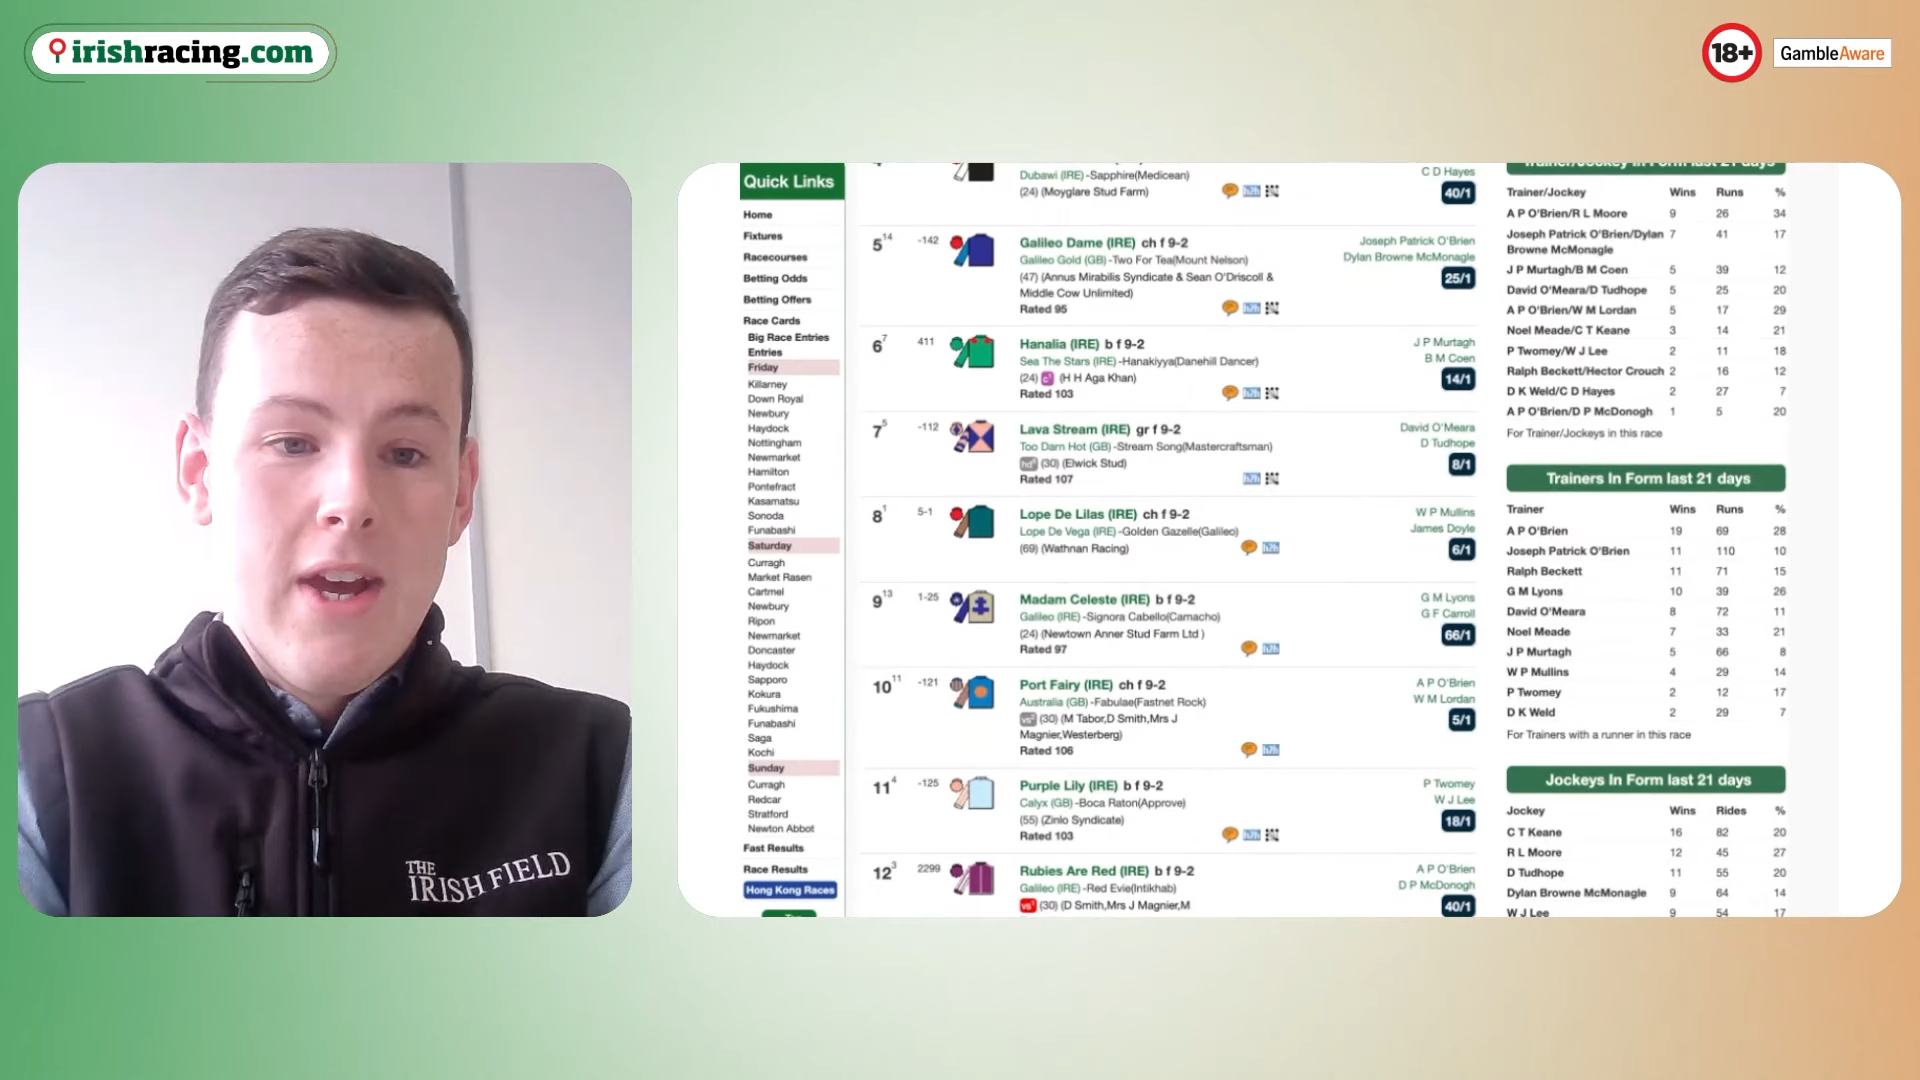 irishracing.com
18+
GambleAware
THE
IRISH FIELD
Quick Links
Home
Fixtures
Racecourses
Betting Odds
Betting Offers
Race Cards
Big Race Entries
Entries
Friday
Killarney
Down Royal
Newbury
Haydock
Nottingham
Newmarket
Hamilton
Pontefract
Kasamatsu
Sonoda
Funabashi
Saturday
Curragh
Market Rasen
Cartmel
Newbury
Ripon
Newmarket
Doncaster
Haydock
Sapporo
Kokura
Fukushima
Funabashi
Saga
Kochi
Sunday
Curragh
Redcar
Stratford
Newton Abbot
Fast Results
Race Results
Hong Kong Races
C D Hayes
Dubawi (IRE) -Sapphire(Medicean)
(24) (Moyglare Stud Farm)
40/1
5 14 -142 Galileo Dame (IRE) ch f 9-2 Joseph Patrick O'Brien
Galileo Gold (GB) -Two For Tea(Mount Nelson) Dylan Browne McMonagle
(47) (Annus Mirabilis Syndicate & Sean O'Driscoll & 25/1
Middle Cow Unlimited)
Rated 95
6 7 411 Hanalia (IRE) b f 9-2 J P Murtagh
Sea The Stars (IRE) -Hanakiyya(Danehill Dancer) B M Coen
(24) c1 (H H Aga Khan) 14/1
Rated 103
7 5 -112 Lava Stream (IRE) gr f 9-2 David O'Meara
Too Darn Hot (GB) -Stream Song(Mastercraftsman) D Tudhope
(30) (Elwick Stud) 8/1
Rated 107
8 1 5-1 Lope De Lilas (IRE) ch f 9-2 W P Mullins
Lope De Vega (IRE) -Golden Gazelle(Galileo) James Doyle
(69) (Wathnan Racing) 6/1
9 13 1-25 Madam Celeste (IRE) b f 9-2 G M Lyons
Galileo (IRE) -Signora Cabello(Camacho) G F Carroll
(24) (Newtown Anner Stud Farm Ltd ) 66/1
Rated 97
10 11 -121 Port Fairy (IRE) ch f 9-2 A P O'Brien
Australia (GB) -Fabulae(Fastnet Rock) W M Lordan
(30) (M Tabor,D Smith,Mrs J 5/1
Magnier,Westerberg)
Rated 106
11 4 -125 Purple Lily (IRE) b f 9-2 P Twomey
Calyx (GB) -Boca Raton(Approve) W J Lee
(55) (Zinlo Syndicate) 18/1
Rated 103
12 3 2299 Rubies Are Red (IRE) b f 9-2 A P O'Brien
Galileo (IRE) -Red Evie(Intikhab) D P McDonogh
(30) (D Smith,Mrs J Magnier,M 40/1
Trainer/Jockey In Form last 21 days
Trainer/Jockey Wins Runs %
A P O'Brien/R L Moore 9 26 34
Joseph Patrick O'Brien/Dylan 7 41 17
Browne McMonagle
J P Murtagh/B M Coen 5 39 12
David O'Meara/D Tudhope 5 25 20
A P O'Brien/W M Lordan 5 17 29
Noel Meade/C T Keane 3 14 21
P Twomey/W J Lee 2 11 18
Ralph Beckett/Hector Crouch 2 16 12
D K Weld/C D Hayes 2 27 7
A P O'Brien/D P McDonogh 1 5 20
For Trainer/Jockeys in this race
Trainers In Form last 21 days
Trainer Wins Runs %
A P O'Brien 19 69 28
Joseph Patrick O'Brien 11 110 10
Ralph Beckett 11 71 15
G M Lyons 10 39 26
David O'Meara 8 72 11
Noel Meade 7 33 21
J P Murtagh 5 66 8
W P Mullins 4 29 14
P Twomey 2 12 17
D K Weld 2 29 7
For Trainers with a runner in this race
Jockeys In Form last 21 days
Jockey Wins Rides %
C T Keane 16 82 20
R L Moore 12 45 27
D Tudhope 11 55 20
Dylan Browne McMonagle 9 64 14
W J Lee 9 54 17